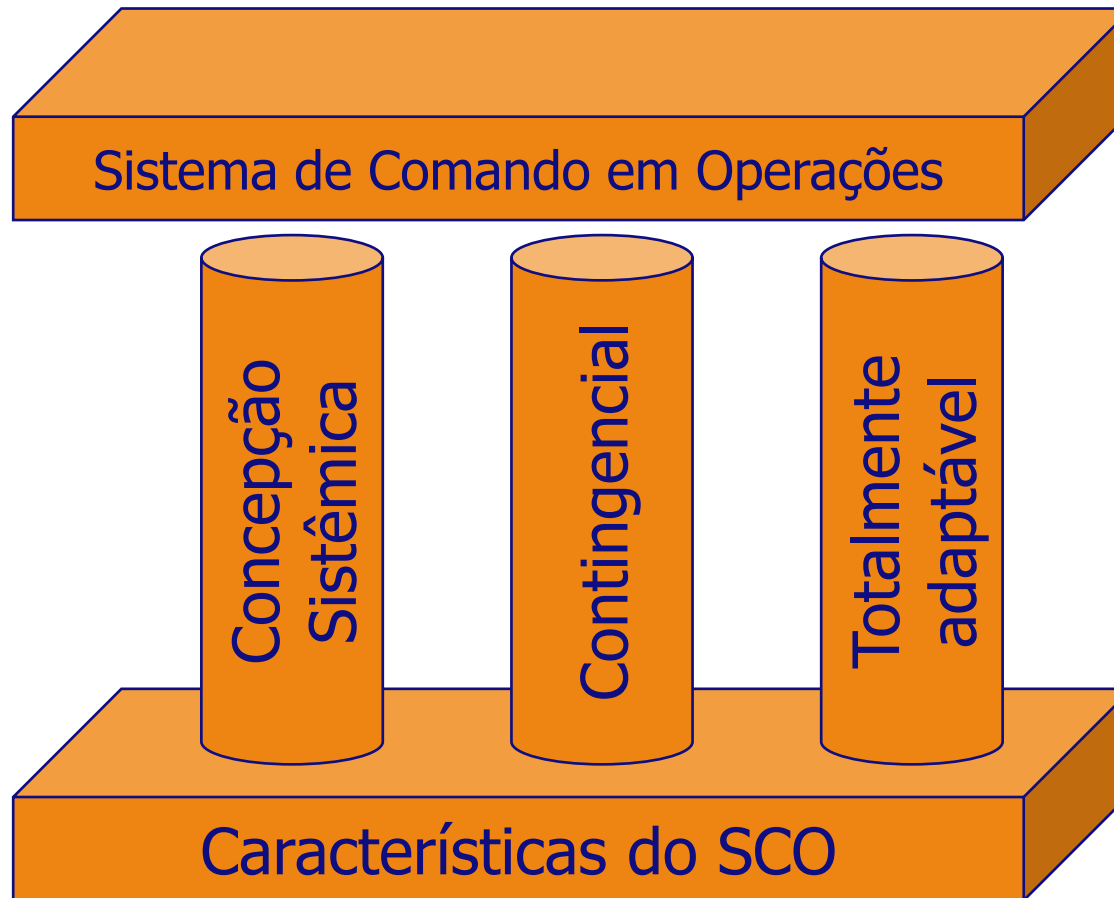 Sistema de Comando em Operações
Concepção
Sistêmica
Contingencial
Totalmente
adaptável
Características do SCO